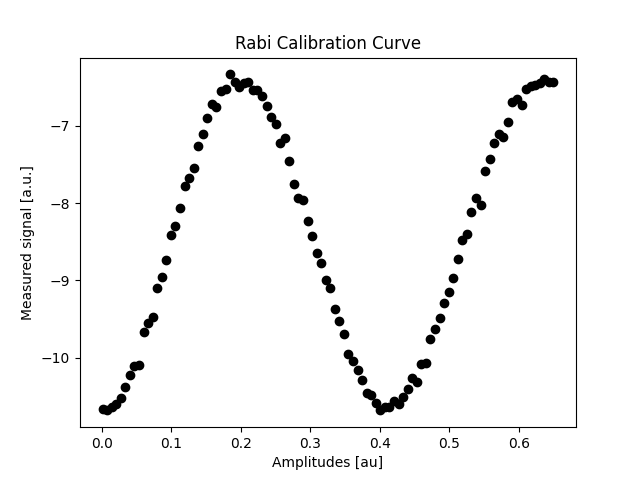 Rabi Calibration Curve
Measured signal [a.u.]
−7
−8
−9
−10
0.0 0.1 0.2 0.3 0.4 0.5 0.6
Amplitudes [au]